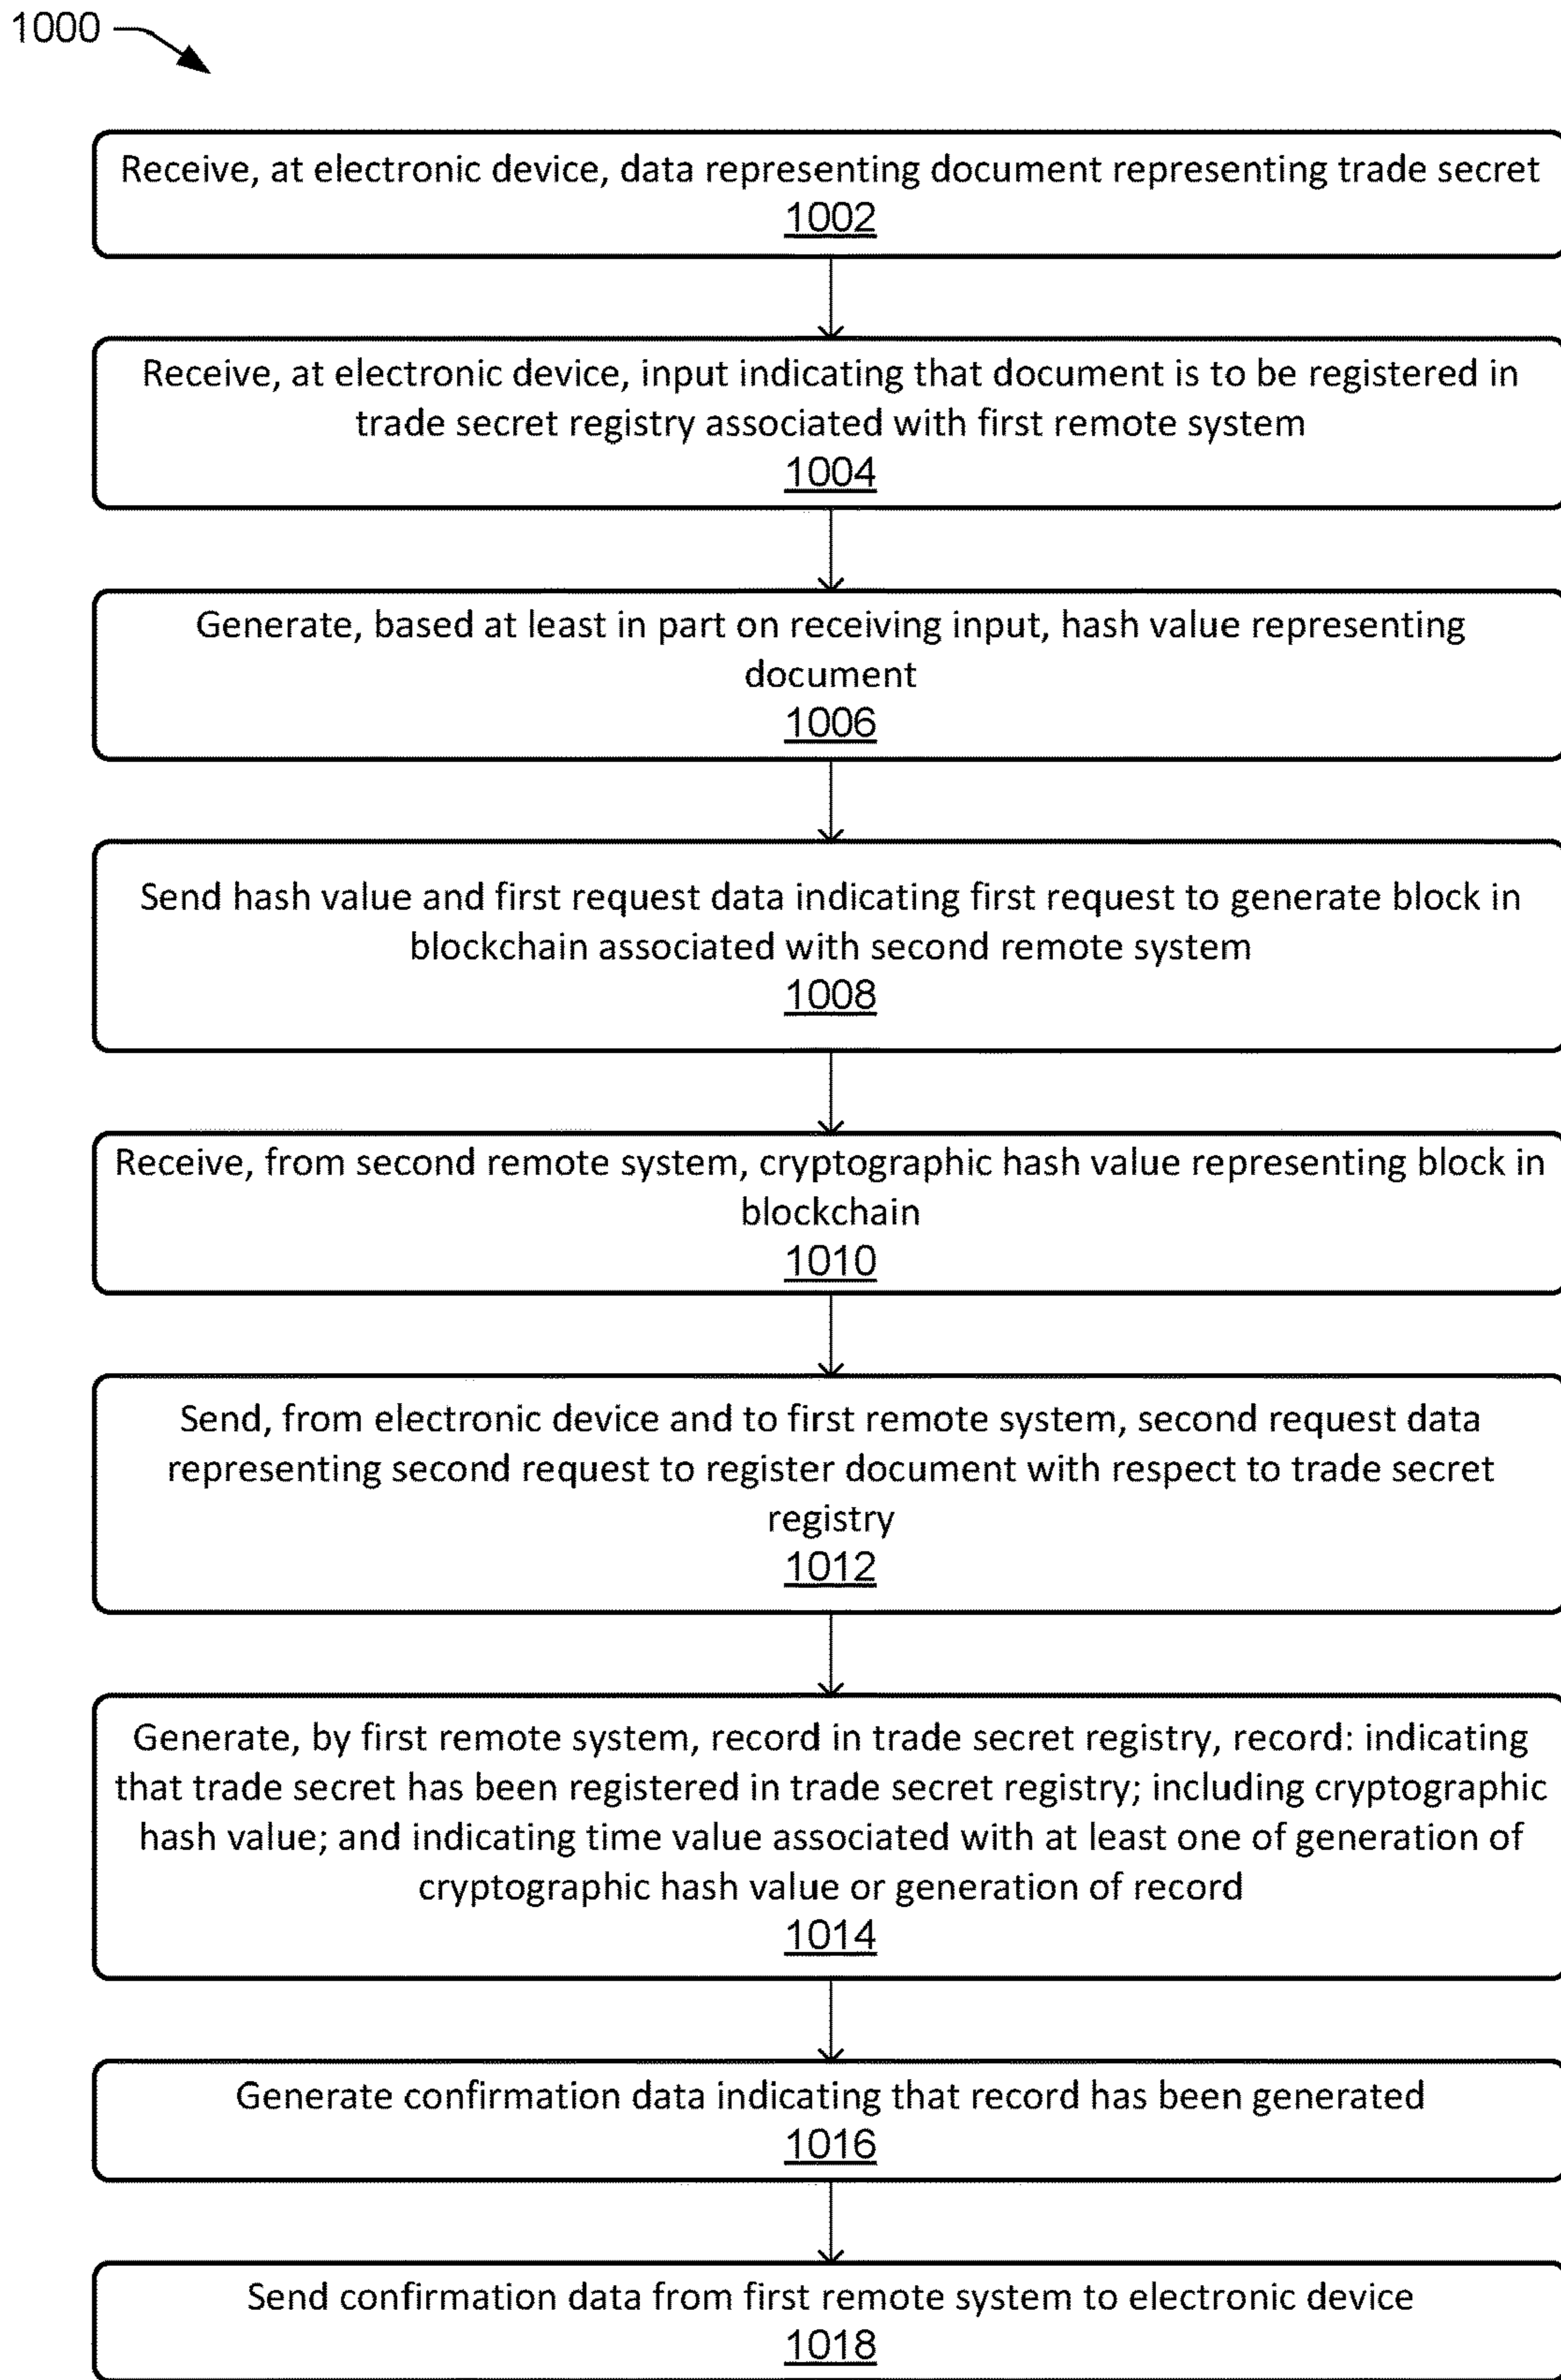 1000
Receive, at electronic device, data representing document representing trade secret
1002
Receive, at electronic device, input indicating that document is to be registered in
trade secret registry associated with first remote system
1004
Generate, based at least in part on receiving input, hash value representing
document
1006
Send hash value and first request data indicating first request to generate block in
blockchain associated with second remote system
1008
Receive, from second remote system, cryptographic hash value representing block in
blockchain
1010
Send, from electronic device and to first remote system, second request data
representing second request to register document with respect to trade secret
registry
1012
Generate, by first remote system, record in trade secret registry, record: indicating
that trade secret has been registered in trade secret registry; including cryptographic
hash value; and indicating time value associated with at least one of generation of
cryptographic hash value or generation of record
1014
Generate confirmation data indicating that record has been generated
1016
Send confirmation data from first remote system to electronic device
1018